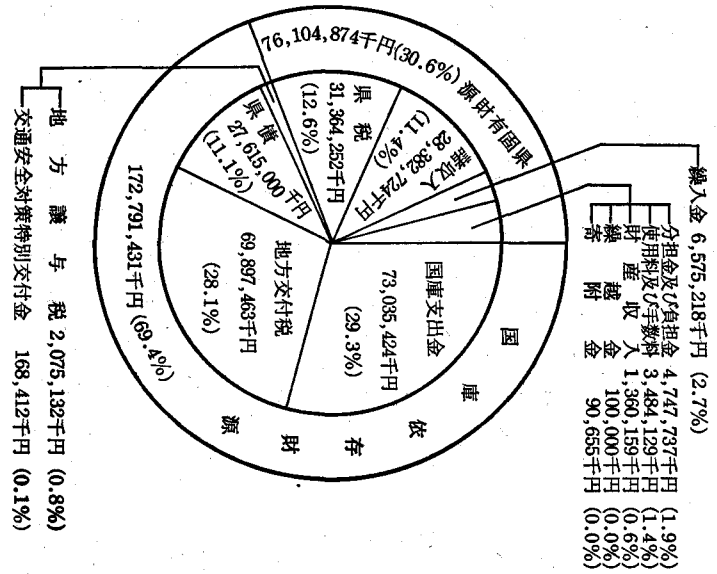 繰入金 6,575,218千円 (2.7%)
分担金及び負担金 4,747,737千円 (1.9%)
使用料及び手数料 3,484,129千円 (1.4%)
財産収入 1,360,159千円 (0.6%)
繰越金 100,000千円 (0.0%)
寄附金 90,655千円 (0.0%)
76,104,874千円(30.6%) 源財有固県
県税
31,364,252千円
(12.6%)
諸収入
28,382,724千円
(11.4%)
県債
27,615,000千円
(11.1%)
地方交付税
69,897,463千円
(28.1%)
国庫支出金
73,035,424千円
(29.3%)
国庫依存財源
172,791,431千円(69.4%)
地方譲与税 2,075,132千円 (0.8%)
交通安全対策特別交付金 168,412千円 (0.1%)